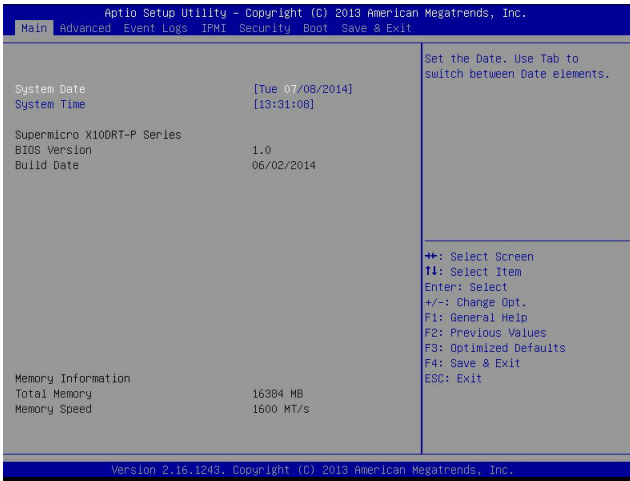 Aptio Setup Utility – Copyright (C) 2013 American Megatrends, Inc.
Main Advanced Event Logs IPMI Security Boot Save & Exit
Set the Date. Use Tab to
switch between Date elements.
System Date [Tue 07/08/2014]
System Time [13:31:08]
Supermicro X10DRT-P Series
BIOS Version 1.0
Build Date 06/02/2014
Memory Information
Total Memory 16384 MB
Memory Speed 1600 MT/s
→←: Select Screen
↑↓: Select Item
Enter: Select
+/-: Change Opt.
F1: General Help
F2: Previous Values
F3: Optimized Defaults
F4: Save & Exit
ESC: Exit
Version 2.16.1243. Copyright (C) 2013 American Megatrends, Inc.